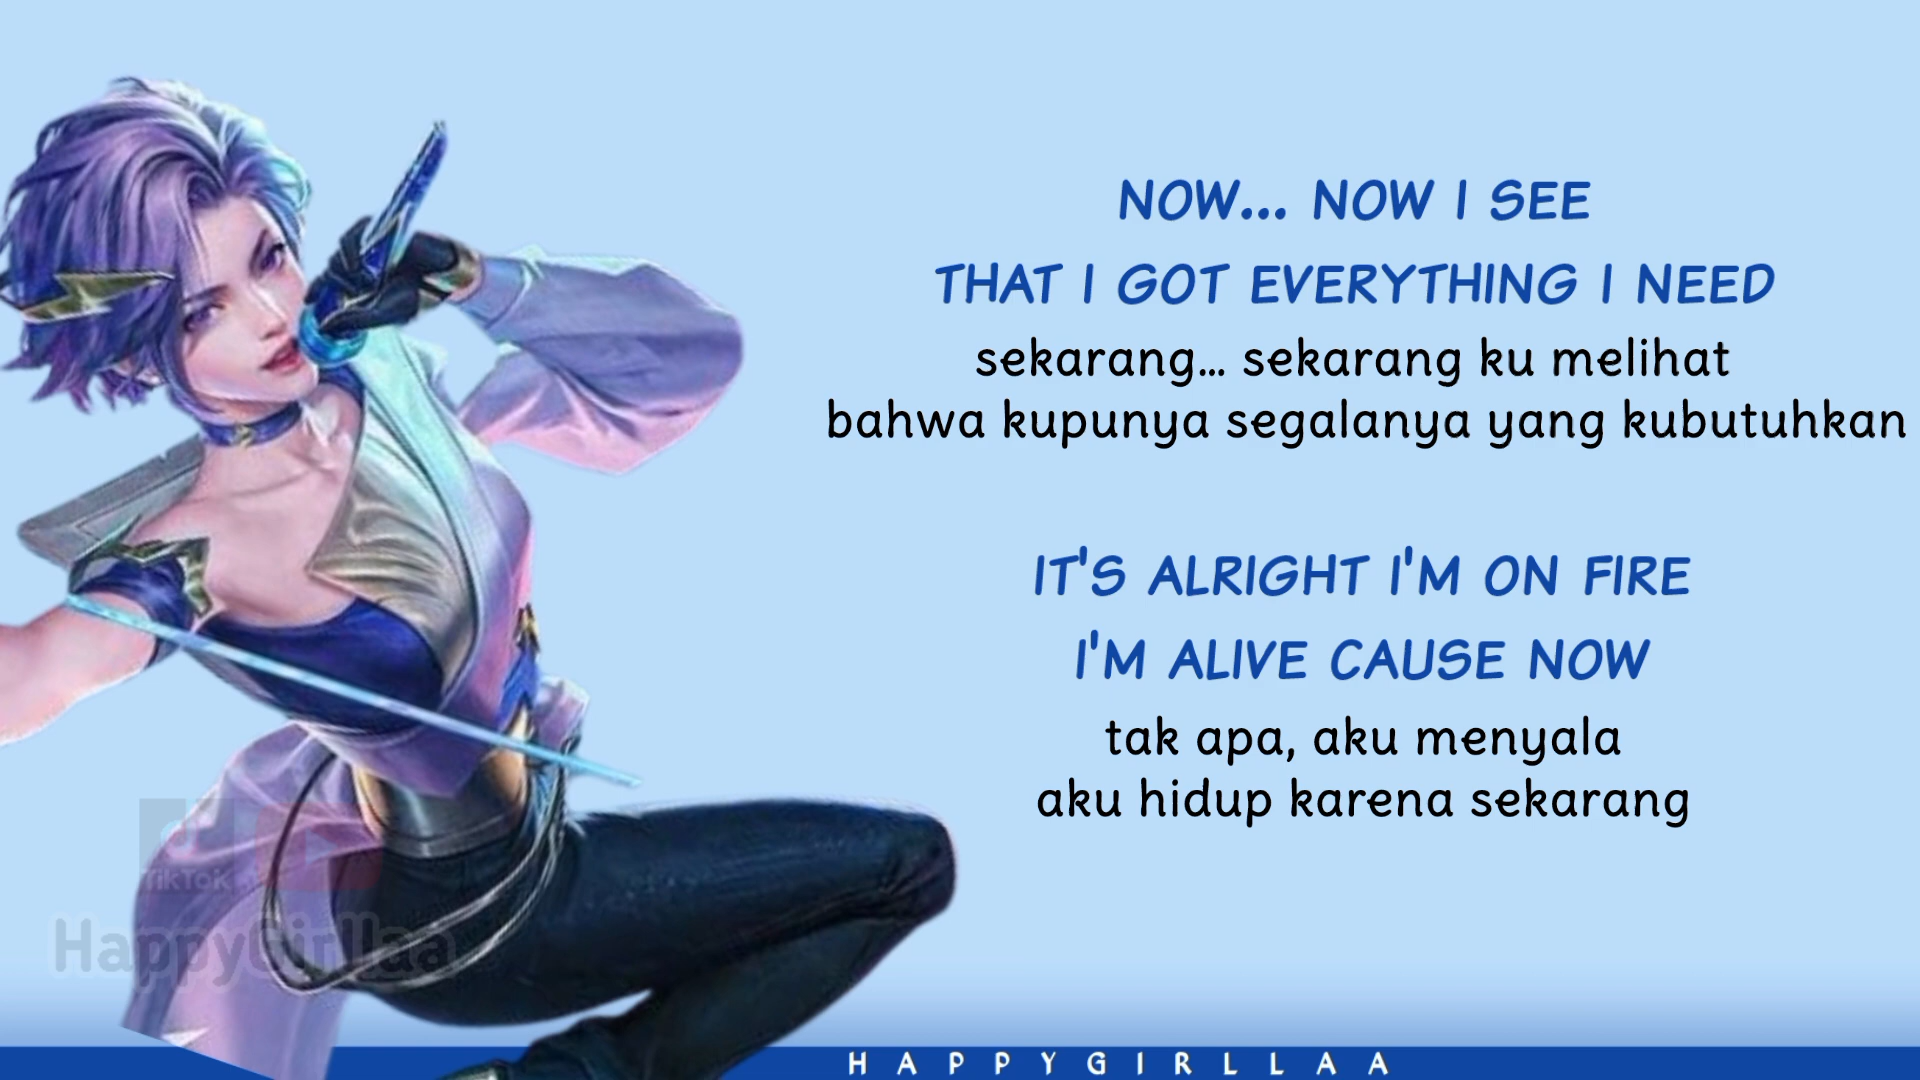 NOW... NOW I SEE
THAT I GOT EVERYTHING I NEED
sekarang... sekarang ku melihat
bahwa kupunya segalanya yang kubutuhkan
IT'S ALRIGHT I'M ON FIRE
I'M ALIVE CAUSE NOW
tak apa, aku menyala
aku hidup karena sekarang
TikTok
HappyGirllaa
HAPPYGIRLLAA